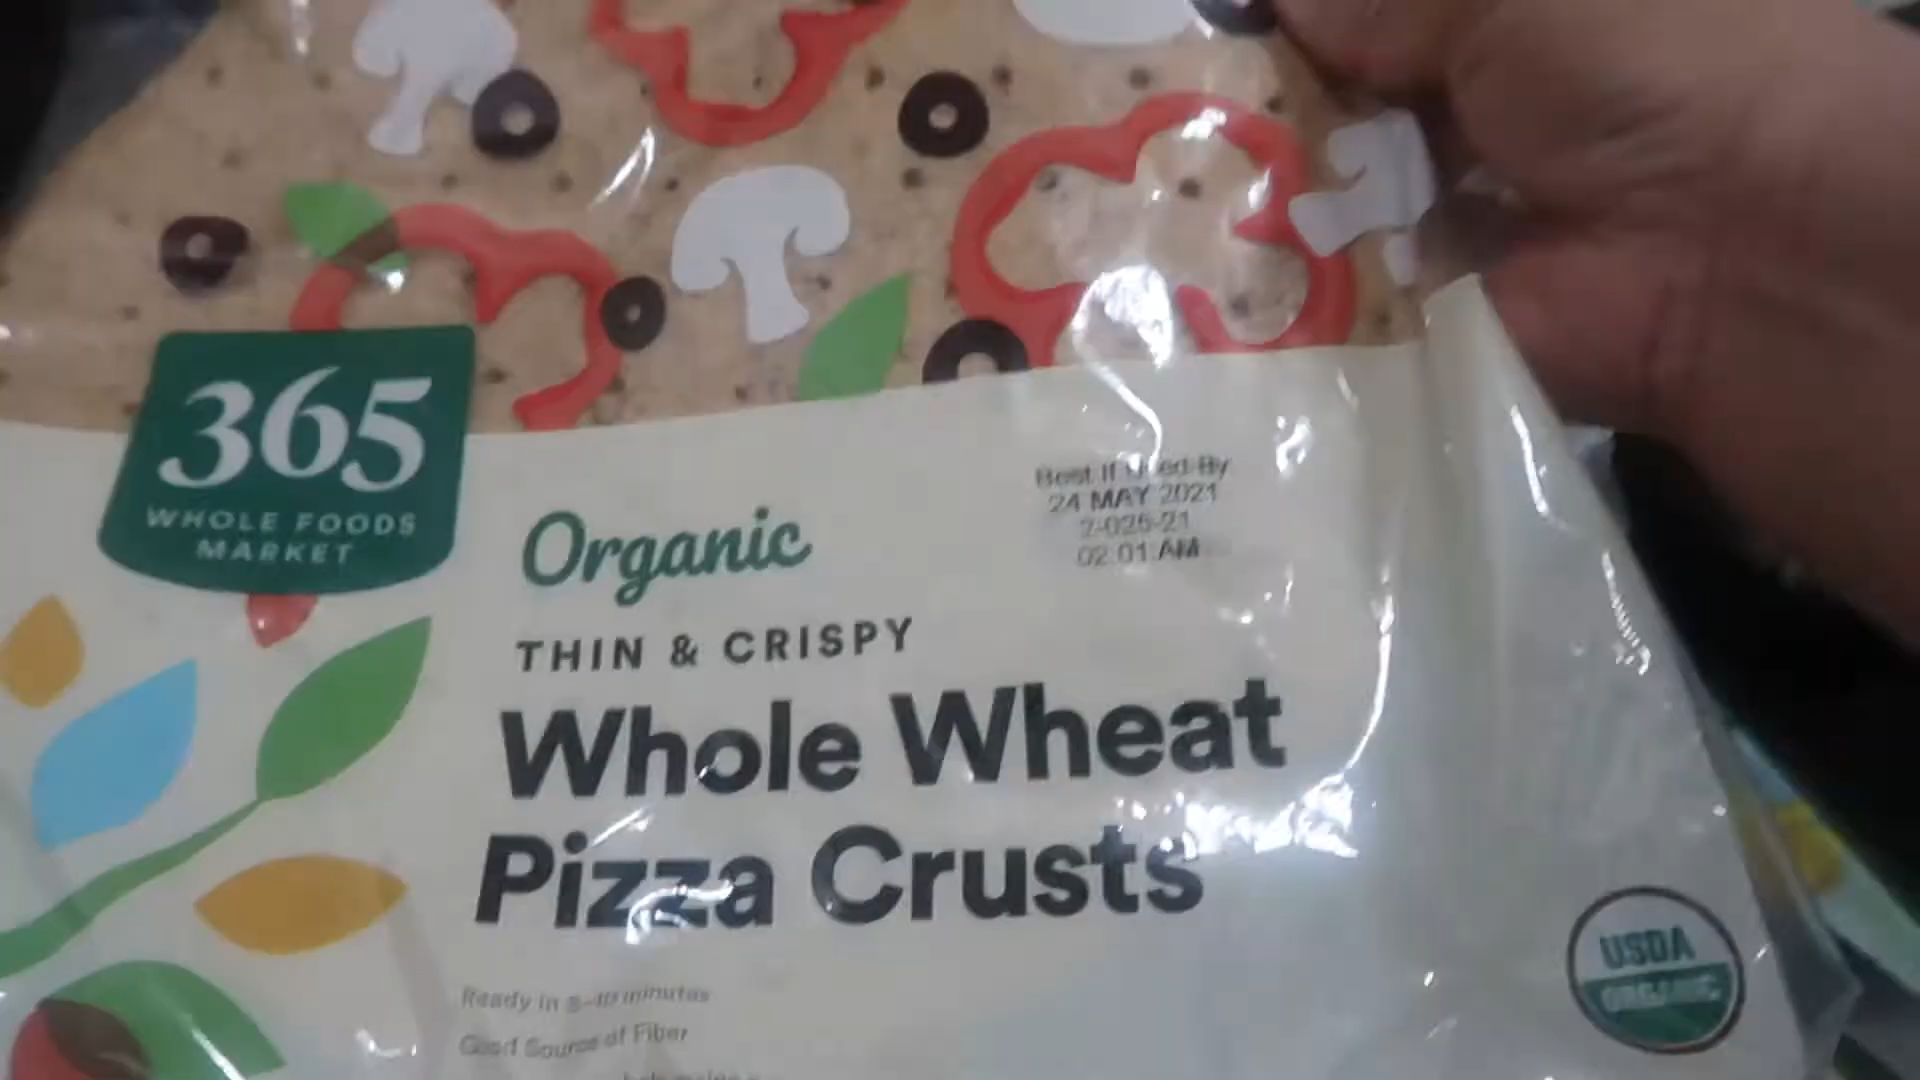 365
WHOLE FOODS
MARKET
Organic
Best If Used By
24 MAY 2021
2-025-21
02:01 AM
THIN & CRISPY
Whole Wheat
Pizza Crusts
Ready in 8-10 minutes
Good Source of Fiber
USDA
ORGANIC